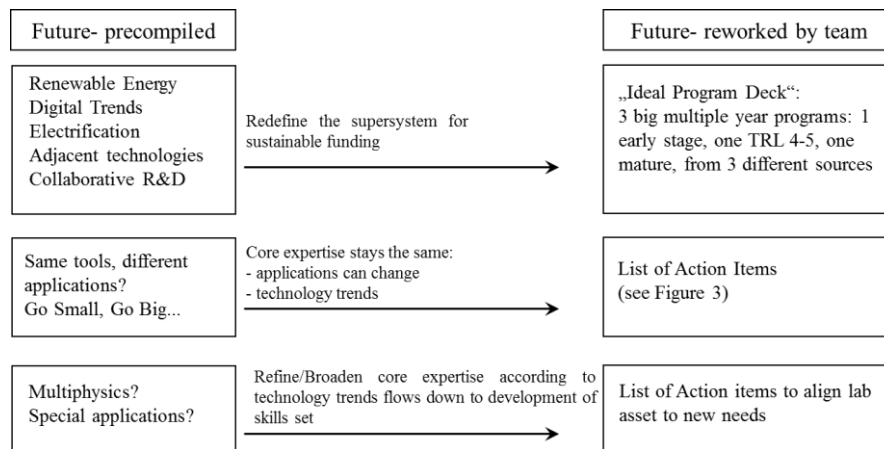 Future- precompiled
Future- reworked by team
Renewable Energy
Digital Trends
Electrification
Adjacent technologies
Collaborative R&D
Redefine the supersystem for
sustainable funding
„Ideal Program Deck“:
3 big multiple year programs: 1
early stage, one TRL 4-5, one
mature, from 3 different sources
Same tools, different
applications?
Go Small, Go Big...
Core expertise stays the same:
- applications can change
- technology trends
List of Action Items
(see Figure 3)
Multiphysics?
Special applications?
Refine/Broaden core expertise according to
technology trends flows down to development of
skills set
List of Action items to align lab
asset to new needs